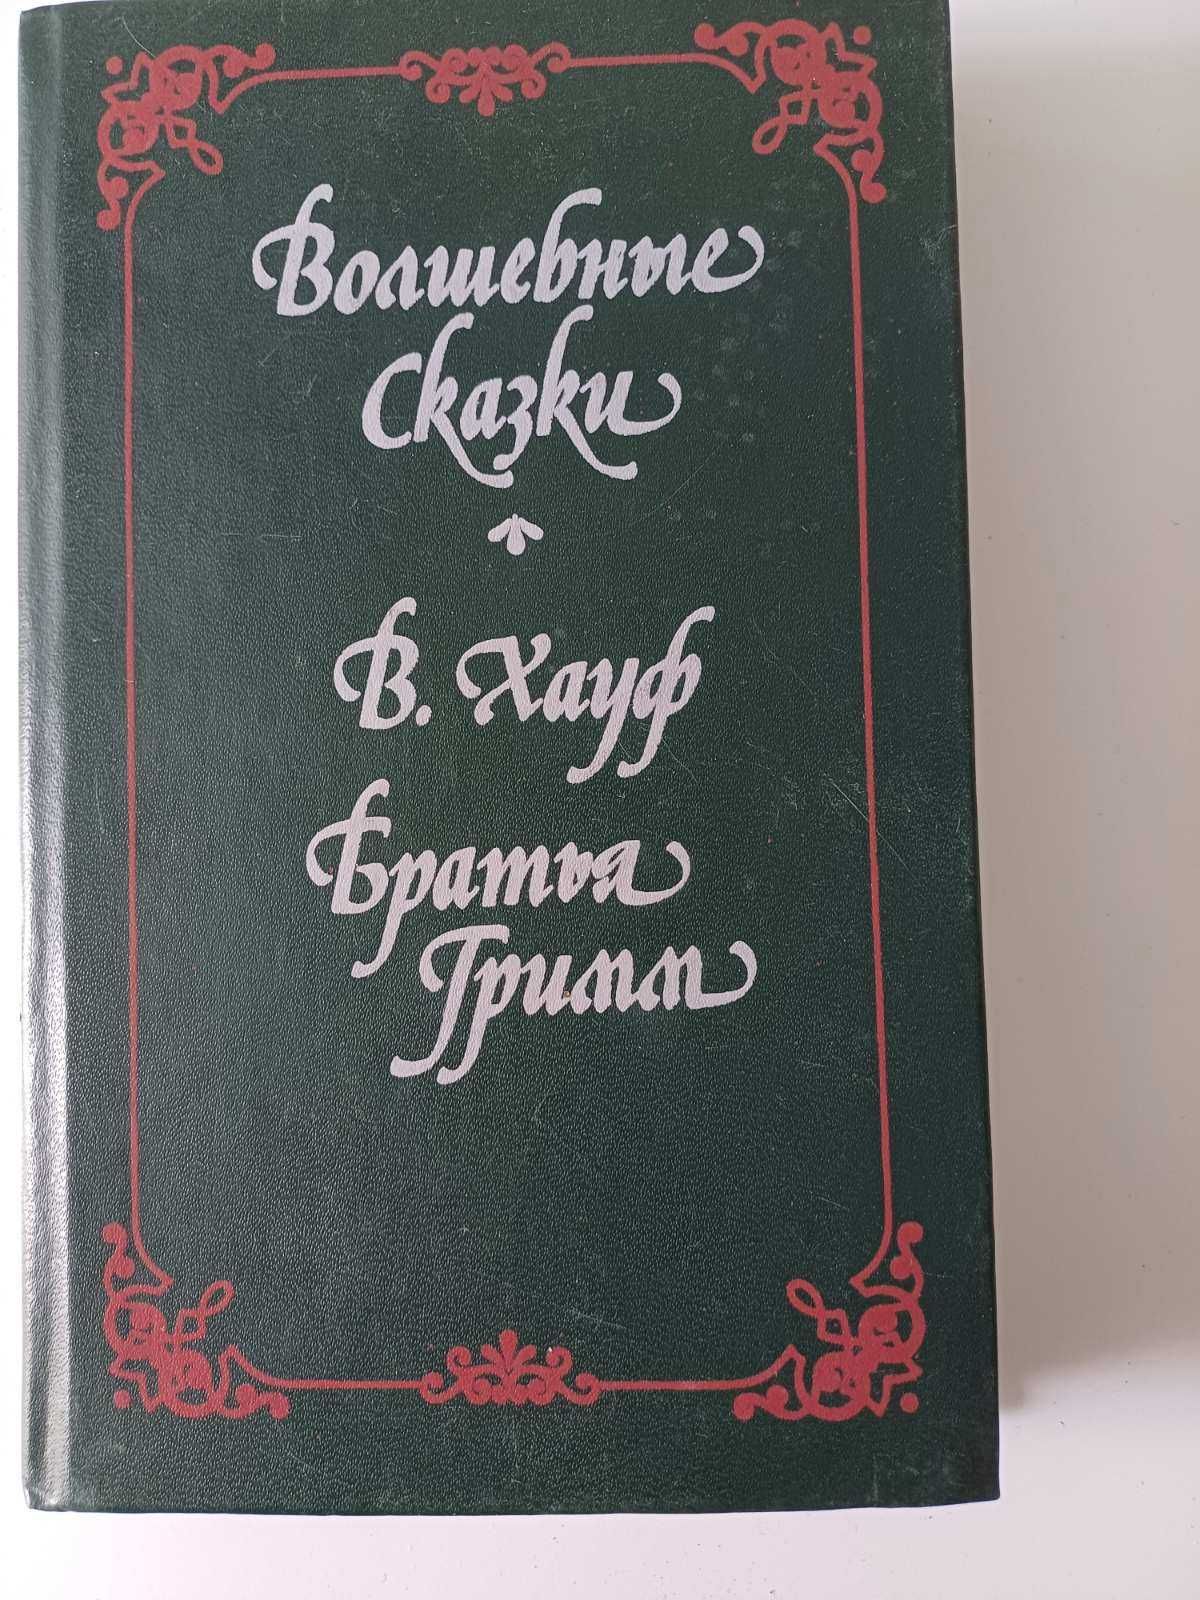 Волшебные
Сказки
В. Хауф
Братья
Гримм